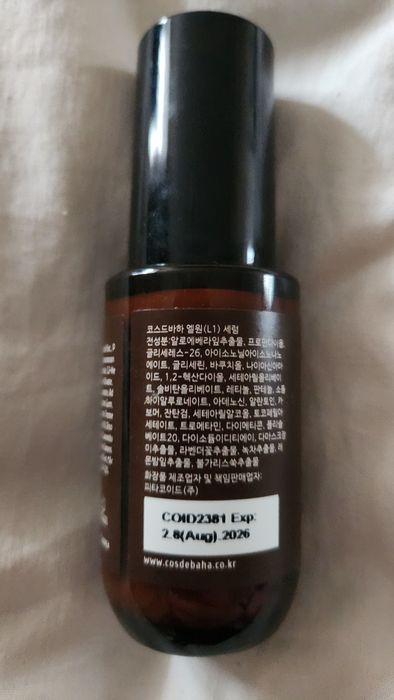 코스드바하 엘원(L1) 세럼
전성분:알로에베라잎추출물, 프로판다이올,
글리세레스-26, 아이소노닐아이소노나노
에이트, 글리세린, 바쿠치올, 나이아신아마
이드, 1,2-헥산다이올, 세테아릴올리베이
트, 솔비탄올리베이트, 레티놀, 판테놀, 소듐
하이알루로네이트, 아데노신, 알란토인, 카
보머, 잔탄검, 세테아릴알코올, 토코페릴아
세테이트, 트로메타민, 다이메티콘, 폴리솔
베이트20, 다이소듐이디티에이, 다마스크장
미추출물, 라벤더꽃추출물, 녹차추출물, 레
몬밤잎추출물, 불가리스쑥추출물
화장품 제조업자 및 책임판매업자:
피타코이드(주)
COID2381 Exp:
2.8(Aug).2026
www.cosdebaha.co.kr